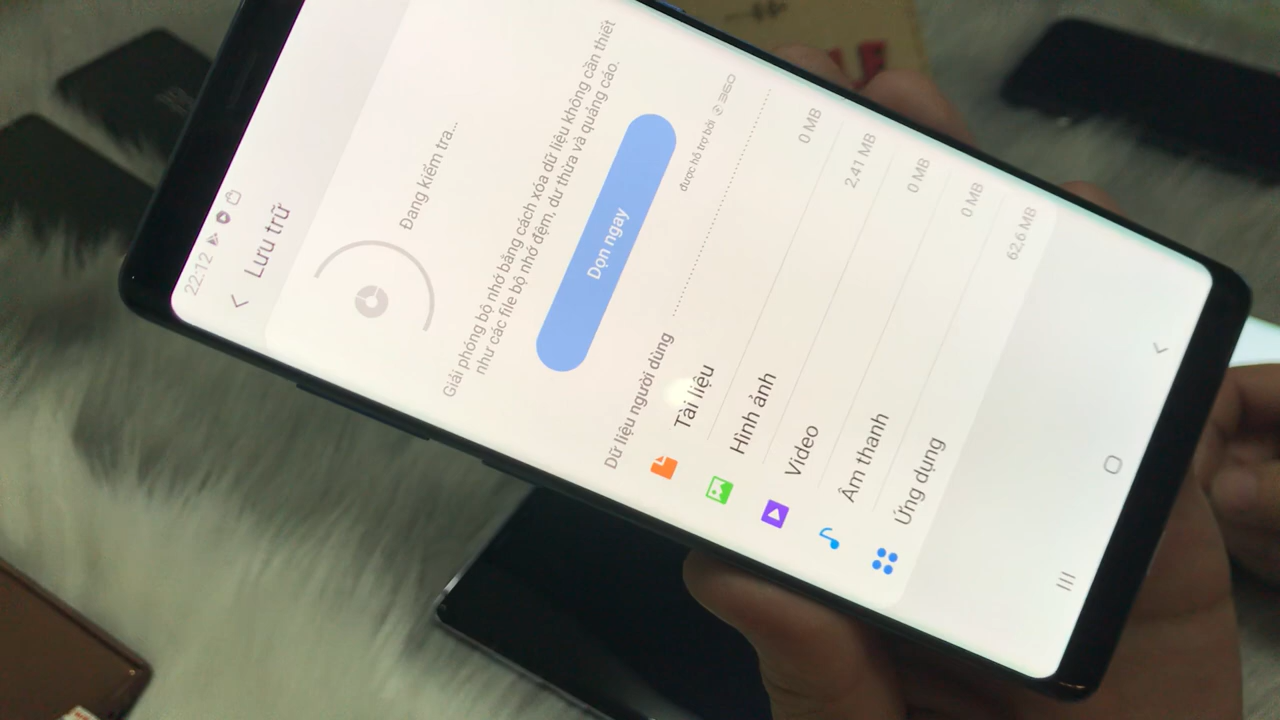 22:12
Lưu trữ
Đang kiểm tra...
Giải phóng bộ nhớ bằng cách xóa dữ liệu không cần thiết
như các file bộ nhớ đệm, dư thừa và quảng cáo.
Dọn ngay
được hỗ trợ bởi 360
Dữ liệu người dùng
Tài liệu 0 MB
Hình ảnh 2,41 MB
Video 0 MB
Âm thanh 0 MB
Ứng dụng 62,6 MB